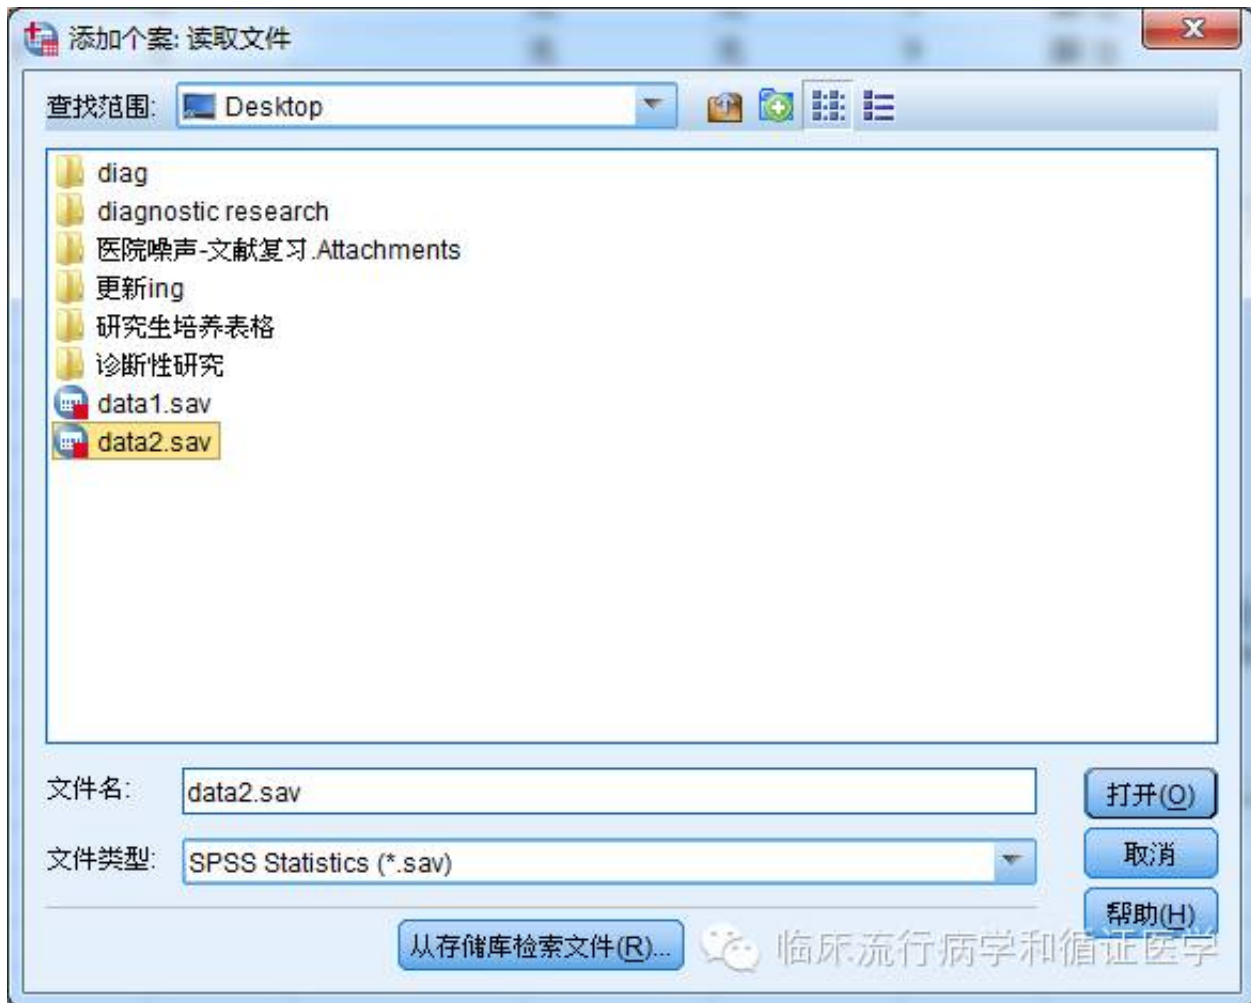 添加个案: 读取文件
查找范围: Desktop
diag
diagnostic research
医院噪声-文献复习.Attachments
更新ing
研究生培养表格
诊断性研究
data1.sav
data2.sav
文件名: data2.sav 打开(O)
文件类型: SPSS Statistics (*.sav) 取消
帮助(H)
从存储库检索文件(R)... 临床流行病学和循证医学